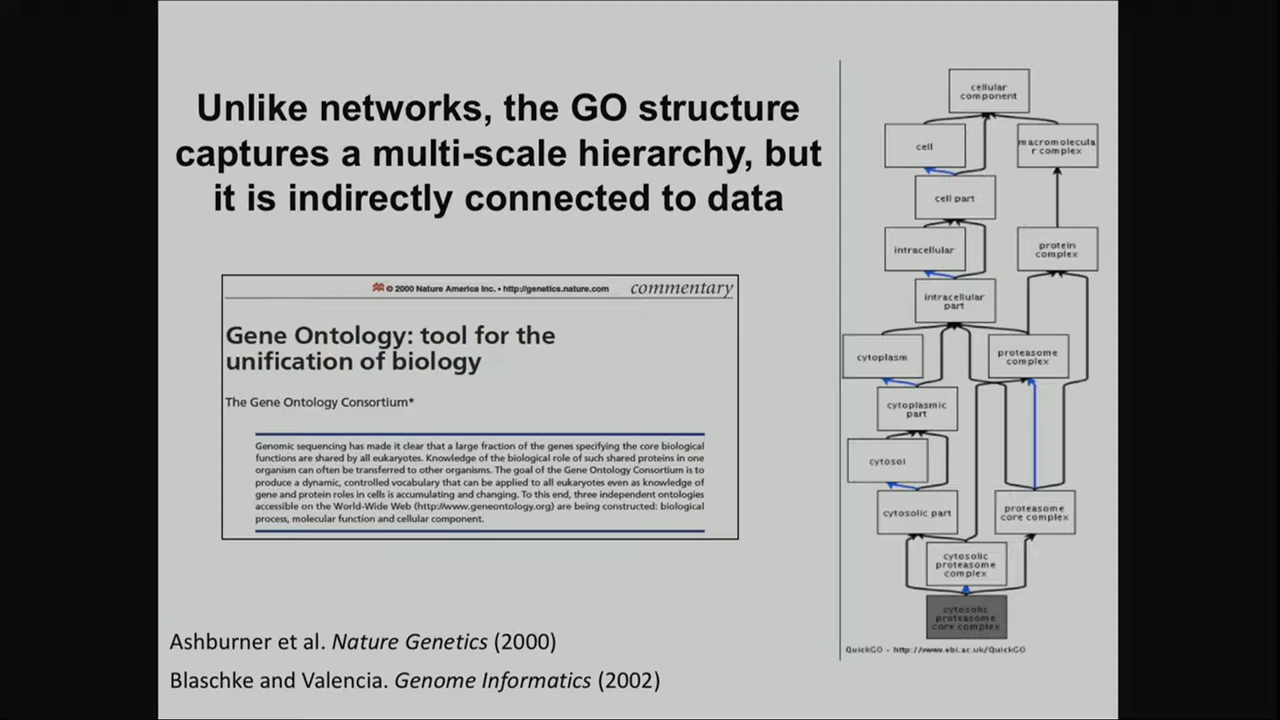 Unlike networks, the GO structure
captures a multi-scale hierarchy, but
it is indirectly connected to data
© 2000 Nature America Inc. • http://genetics.nature.com
commentary
Gene Ontology: tool for the
unification of biology
The Gene Ontology Consortium*
Genomic sequencing has made it clear that a large fraction of the genes specifying the core biological
functions are shared by all eukaryotes. Knowledge of the biological role of such shared proteins in one
organism can often be transferred to other organisms. The goal of the Gene Ontology Consortium is to
produce a dynamic, controlled vocabulary that can be applied to all eukaryotes even as knowledge of
gene and protein roles in cells is accumulating and changing. To this end, three independent ontologies
accessible on the World-Wide Web (http://www.geneontology.org) are being constructed: biological
process, molecular function and cellular component.
Ashburner et al. Nature Genetics (2000)
Blaschke and Valencia. Genome Informatics (2002)
cellular
component
cell
macromolecula
r complex
cell part
intracellular
protein
complex
intracellular
part
cytoplasm
proteasome
complex
cytoplasmic
part
cytosol
cytosolic part
proteasome
core complex
cytosolic
proteasome
complex
cytosolic
proteasome
core complex
QuickGO - http://www.ebi.ac.uk/QuickGO